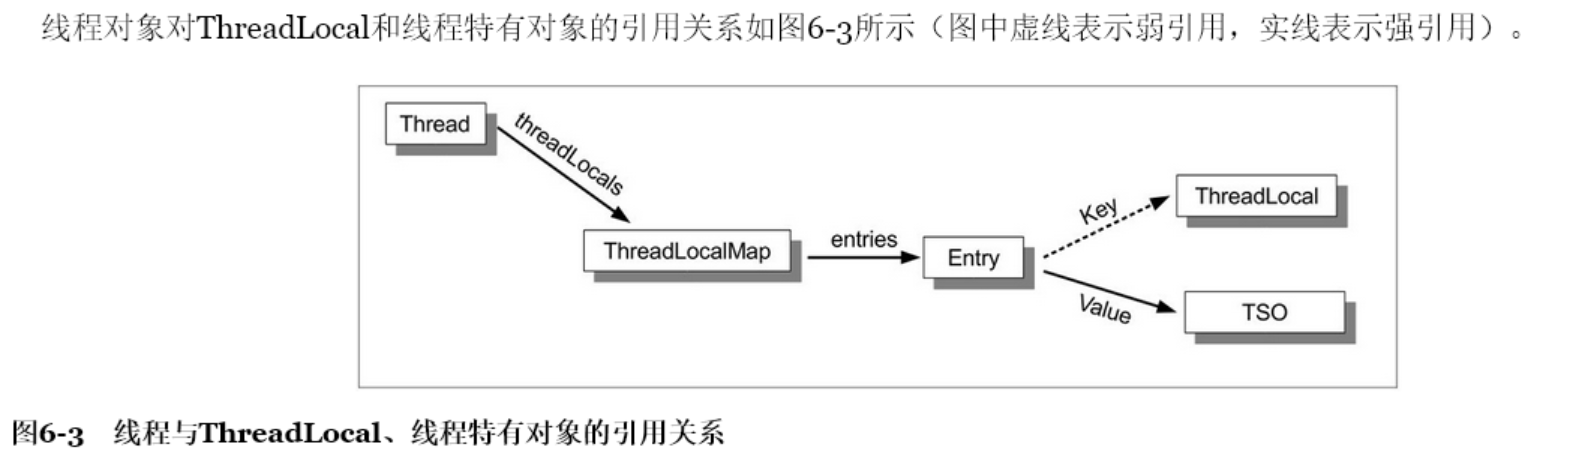 线程对象对ThreadLocal和线程特有对象的引用关系如图6-3所示（图中虚线表示弱引用，实线表示强引用）。
Thread
threadLocals
ThreadLocalMap
entries
Entry
Key
ThreadLocal
Value
TSO
图6-3 线程与ThreadLocal、线程特有对象的引用关系